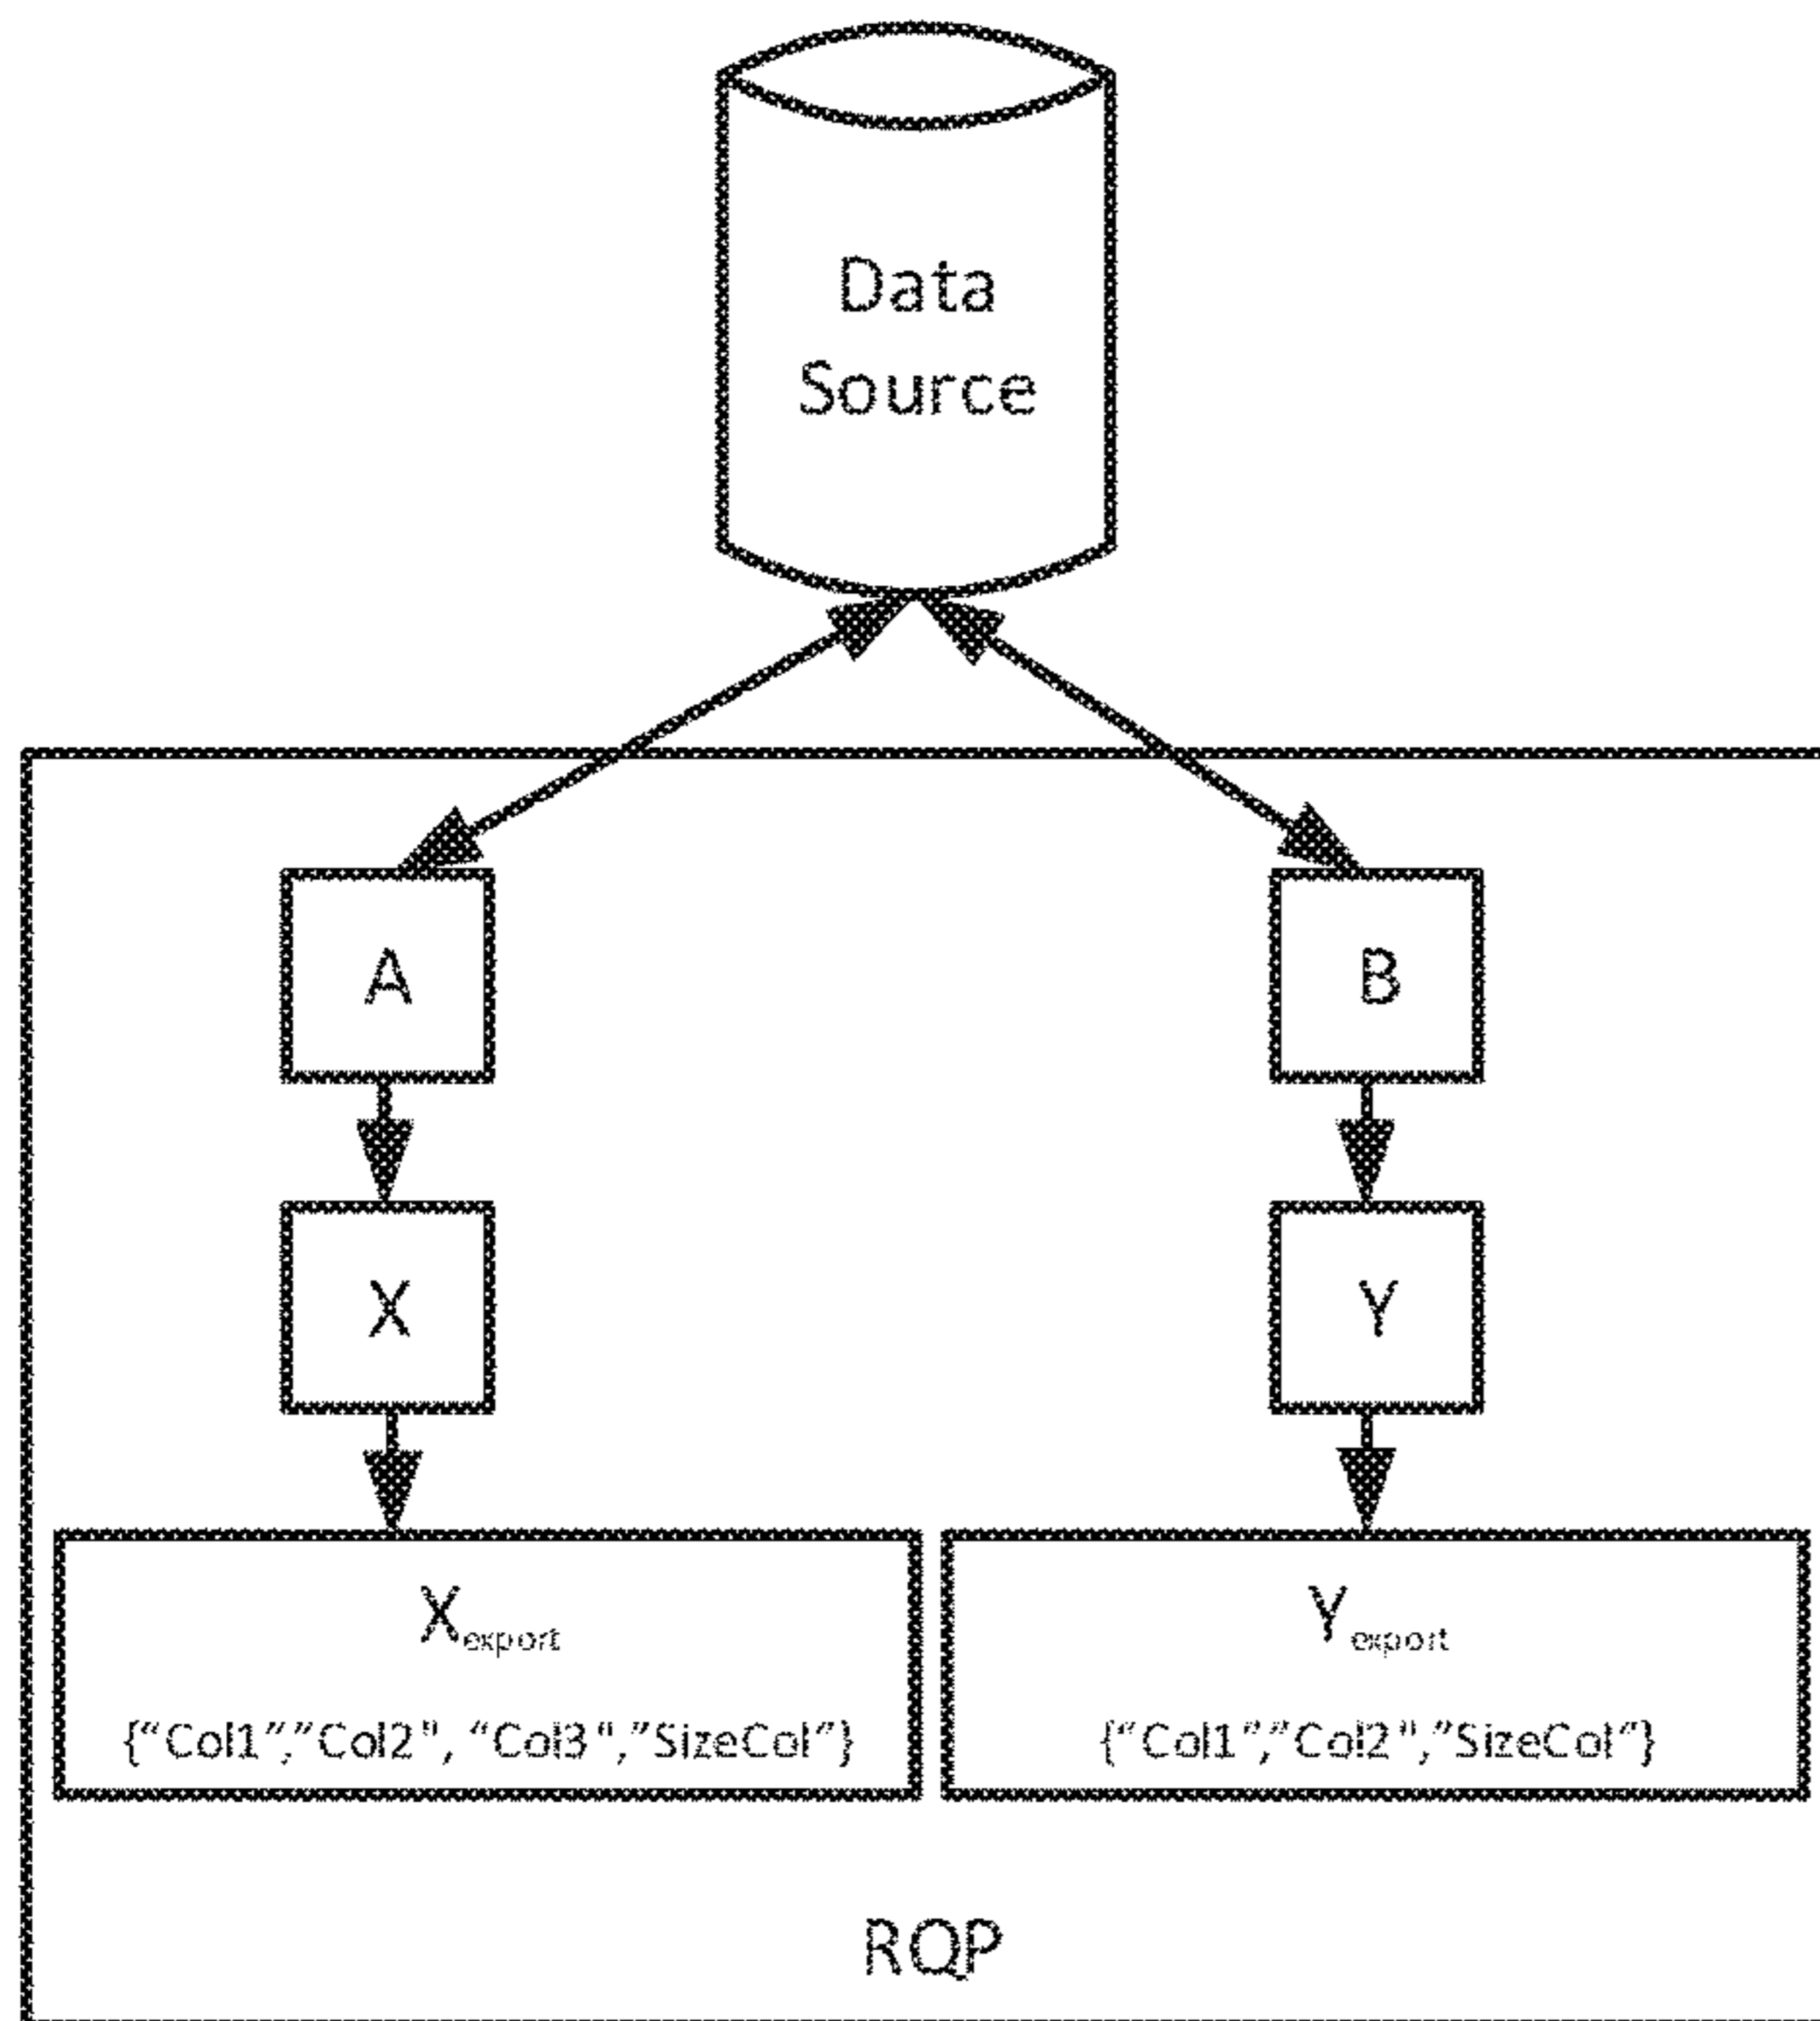 Data
Source
A
B
X
Y
Xexport
Yexport
{“Col1”,”Col2", “Col3",”SizeCol”}
{“Col1”,”Col2",”SizeCol”}
RQP